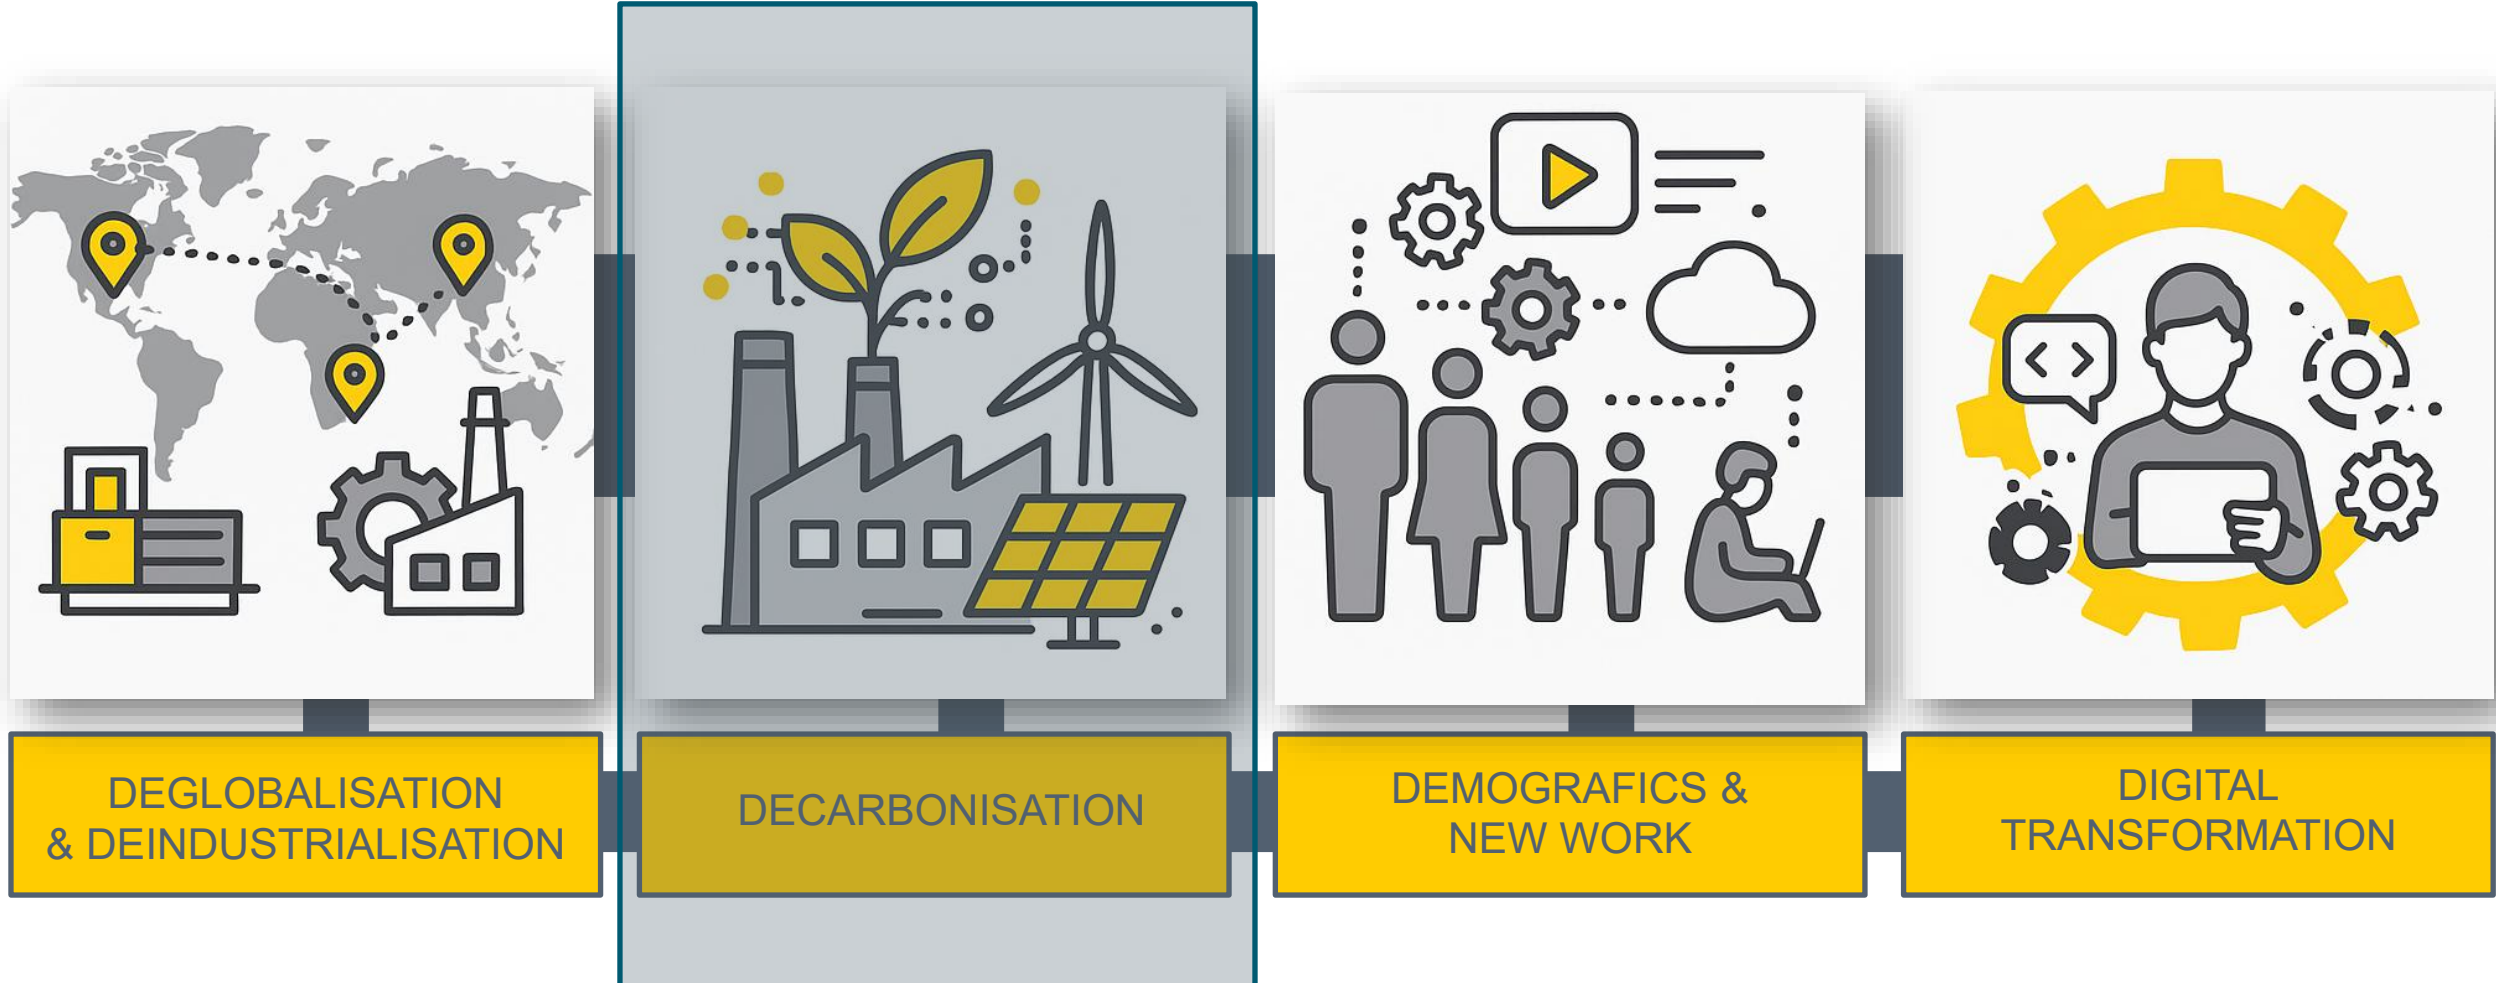 DEGLOBALISATION
& DEINDUSTRIALISATION
DECARBONISATION
DEMOGRAFICS &
NEW WORK
DIGITAL
TRANSFORMATION